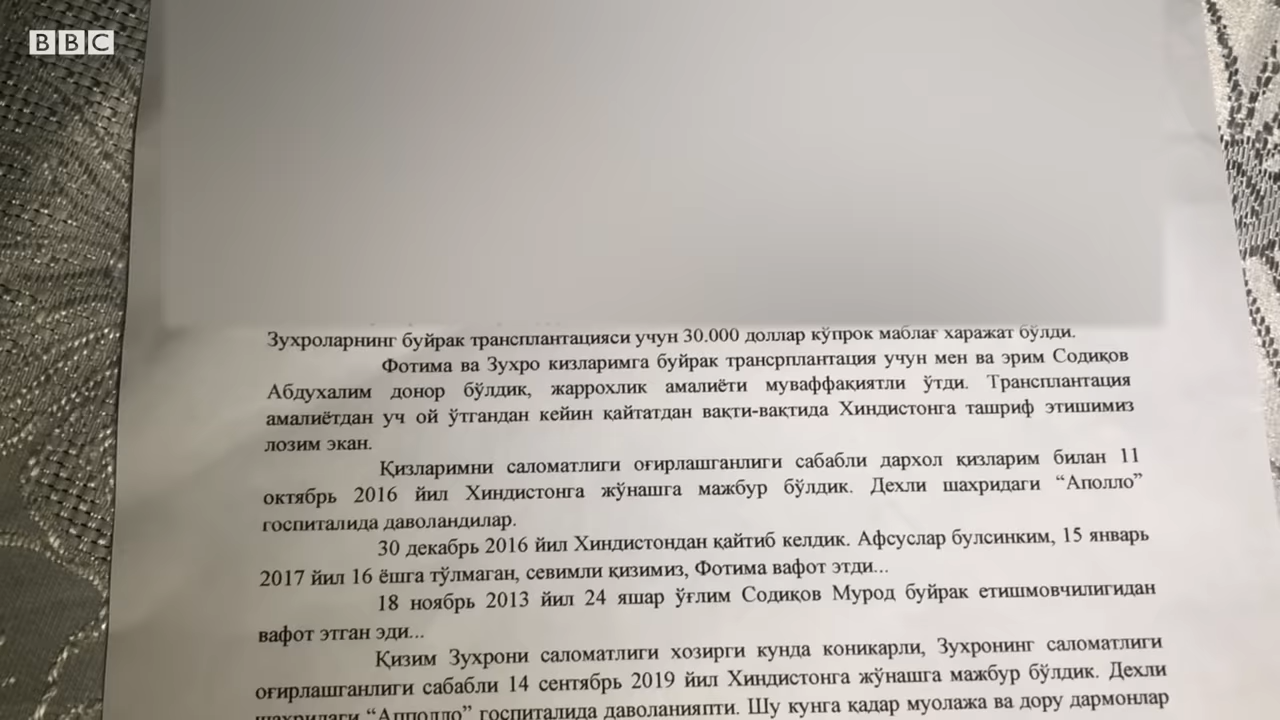 BBC
Зухроларнинг буйрак трансплантацияси учун 30.000 доллар кўпрок маблағ харажат бўлди.
Фотима ва Зухро кизларимга буйрак трансрплантация учун мен ва эрим Содиқов
Абдухалим донор бўлдик, жаррохлик амалиёти муваффақиятли ўтди. Трансплантация
амалиётдан уч ой ўтгандан кейин қайтатдан вақти-вақтида Хиндистонга ташриф этишимиз
лозим экан.
Қизларимни саломатлиги оғирлашганлиги сабабли дархол қизларим билан 11
октябрь 2016 йил Хиндистонга жўнашга мажбур бўлдик. Дехли шахридаги “Аполло”
госпиталида даволандилар.
30 декабрь 2016 йил Хиндистондан қайтиб келдик. Афсуслар булсинким, 15 январь
2017 йил 16 ёшга тўлмаган, севимли қизимиз, Фотима вафот этди...
18 ноябрь 2013 йил 24 яшар ўғлим Содиқов Мурод буйрак етишмовчилигидан
вафот этган эди...
Қизим Зухрони саломатлиги хозирги кунда коникарли, Зухронинг саломатлиги
оғирлашганлиги сабабли 14 сентябрь 2019 йил Хиндистонга жўнашга мажбур бўлдик. Дехли
шахридаги “Апполло” госпиталида даволанияпти. Шу кунга қадар муолажа ва дору дармонлар